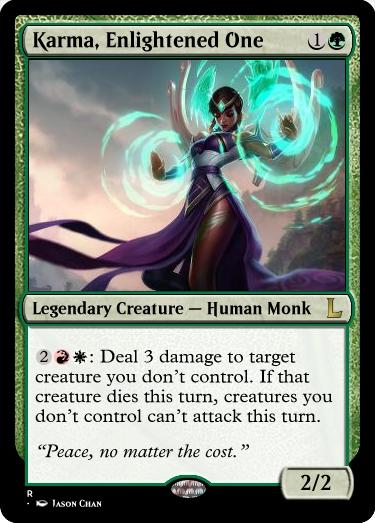 Karma, Enlightened One 1
Legendary Creature — Human Monk L
2: Deal 3 damage to target
creature you don't control. If that
creature dies this turn, creatures you
don't control can't attack this turn.
“Peace, no matter the cost.”
2/2
R
JASON CHAN